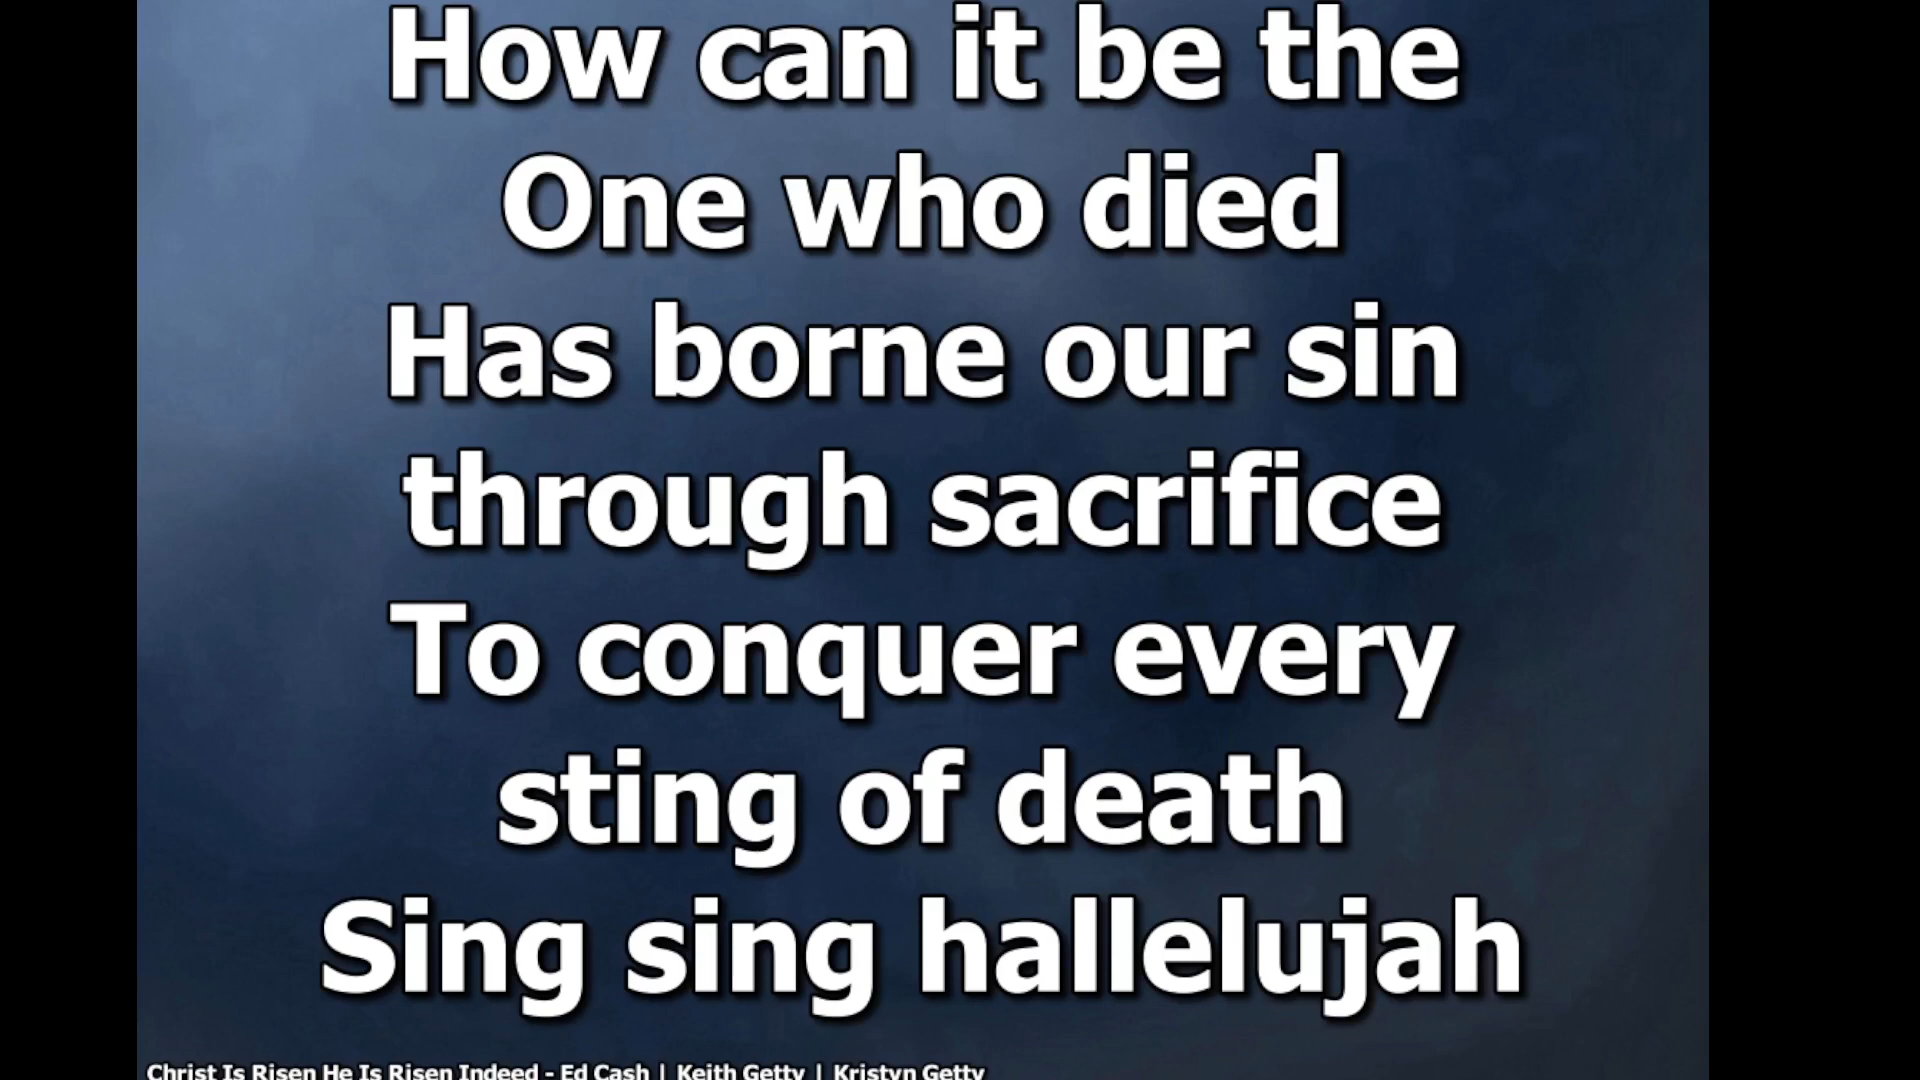 How can it be the
One who died
Has borne our sin
through sacrifice
To conquer every
sting of death
Sing sing hallelujah
Christ Is Risen He Is Risen Indeed - Ed Cash | Keith Getty | Kristyn Getty